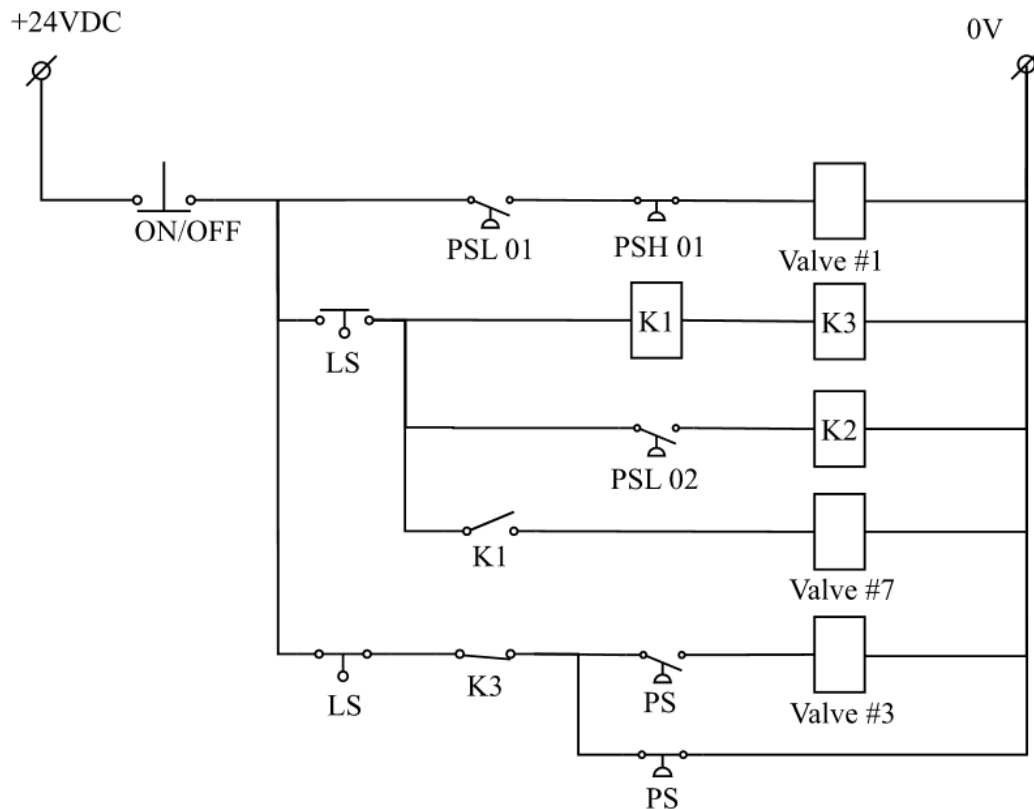 +24VDC
0V
ON/OFF
PSL 01
PSH 01
Valve #1
K1
K3
LS
K2
PSL 02
K1
Valve #7
LS
K3
PS
Valve #3
PS